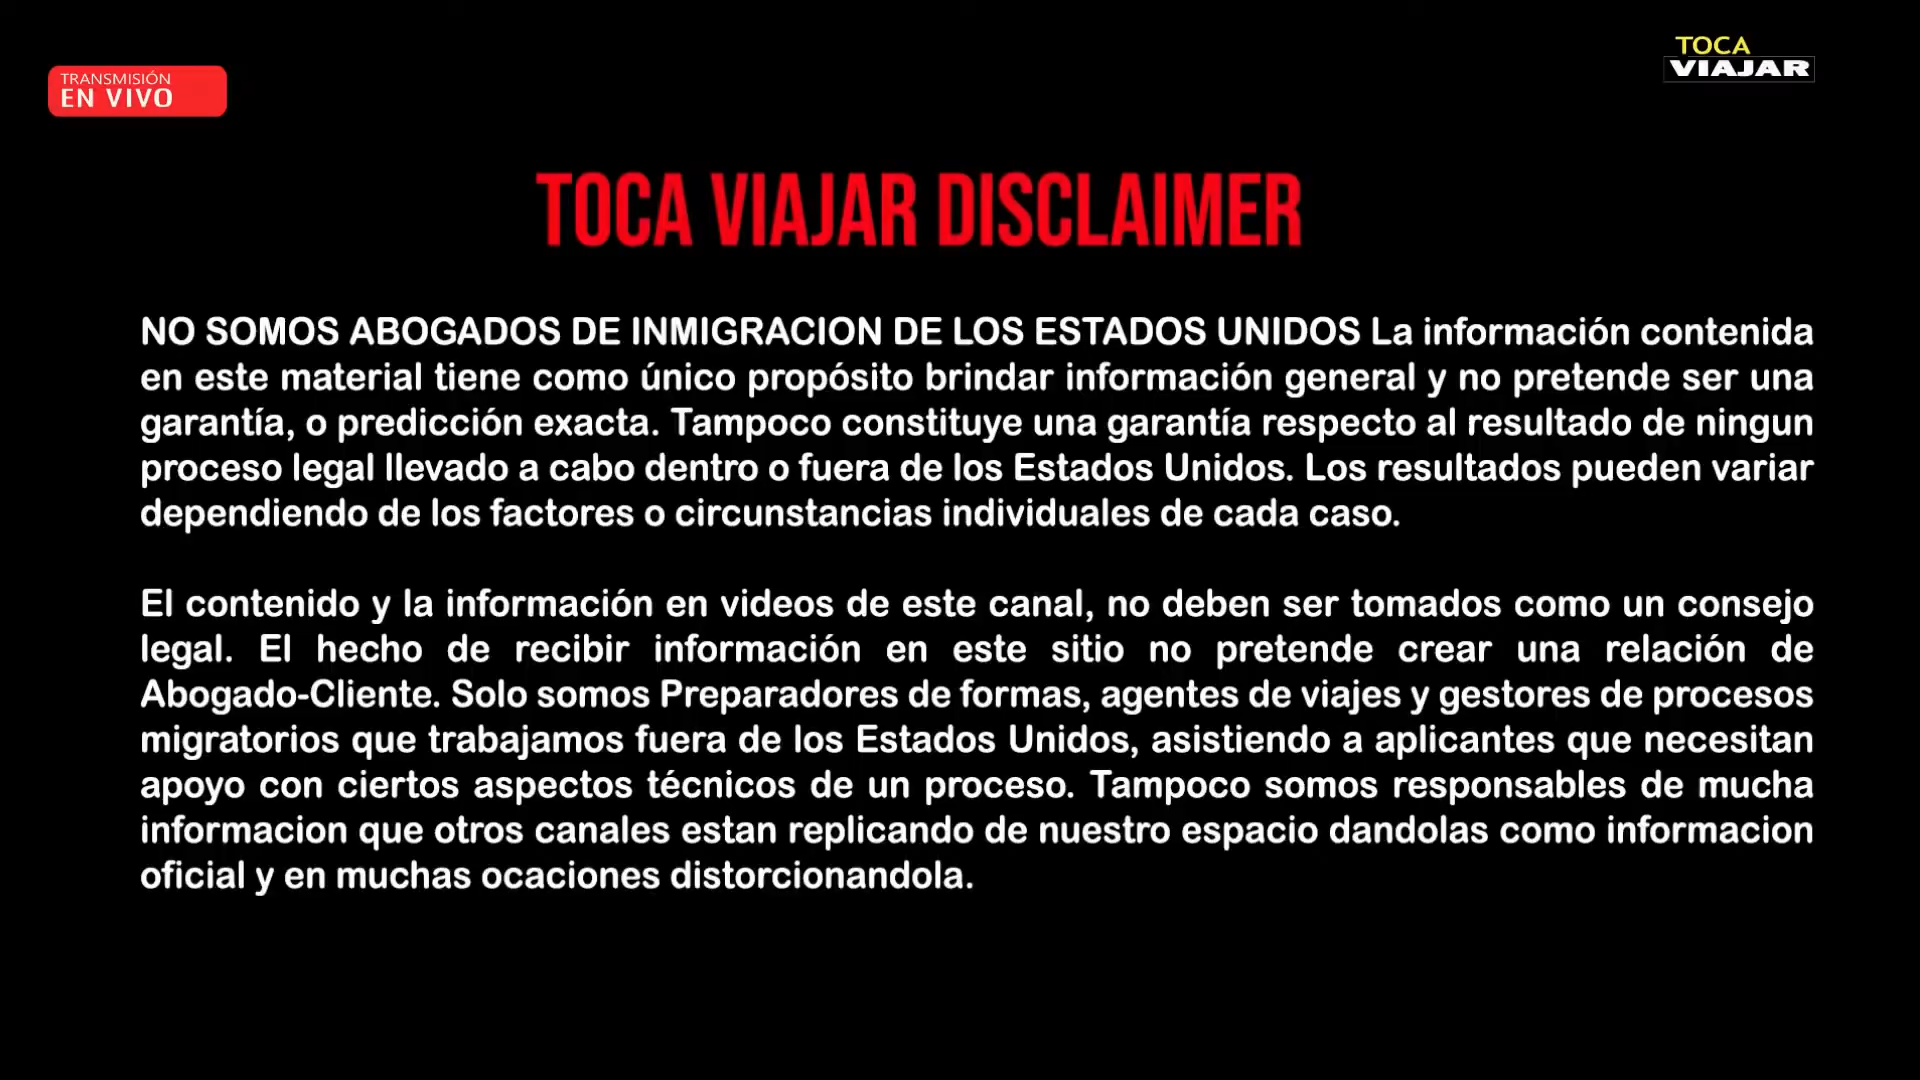 TRANSMISIÓN
EN VIVO
TOCA
VIAJAR
TOCA VIAJAR DISCLAIMER
NO SOMOS ABOGADOS DE INMIGRACION DE LOS ESTADOS UNIDOS La información contenida
en este material tiene como único propósito brindar información general y no pretende ser una
garantía, o predicción exacta. Tampoco constituye una garantía respecto al resultado de ningun
proceso legal llevado a cabo dentro o fuera de los Estados Unidos. Los resultados pueden variar
dependiendo de los factores o circunstancias individuales de cada caso.
El contenido y la información en videos de este canal, no deben ser tomados como un consejo
legal. El hecho de recibir información en este sitio no pretende crear una relación de
Abogado-Cliente. Solo somos Preparadores de formas, agentes de viajes y gestores de procesos
migratorios que trabajamos fuera de los Estados Unidos, asistiendo a aplicantes que necesitan
apoyo con ciertos aspectos técnicos de un proceso. Tampoco somos responsables de mucha
informacion que otros canales estan replicando de nuestro espacio dandolas como informacion
oficial y en muchas ocaciones distorcionandola.